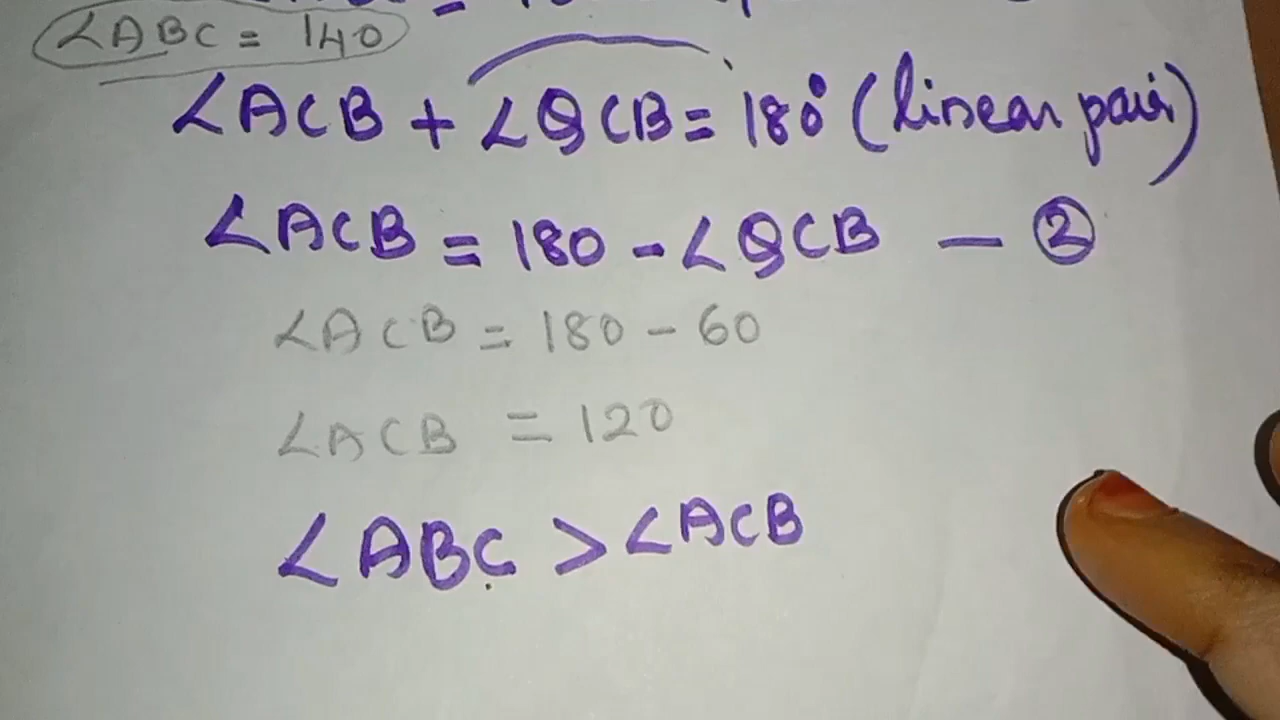 ∠ABC = 140
∠ACB + ∠QCB = 180° (linear pair)
∠ACB = 180 - ∠QCB — ②
∠ACB = 180 - 60
∠ACB = 120
∠ABC > ∠ACB